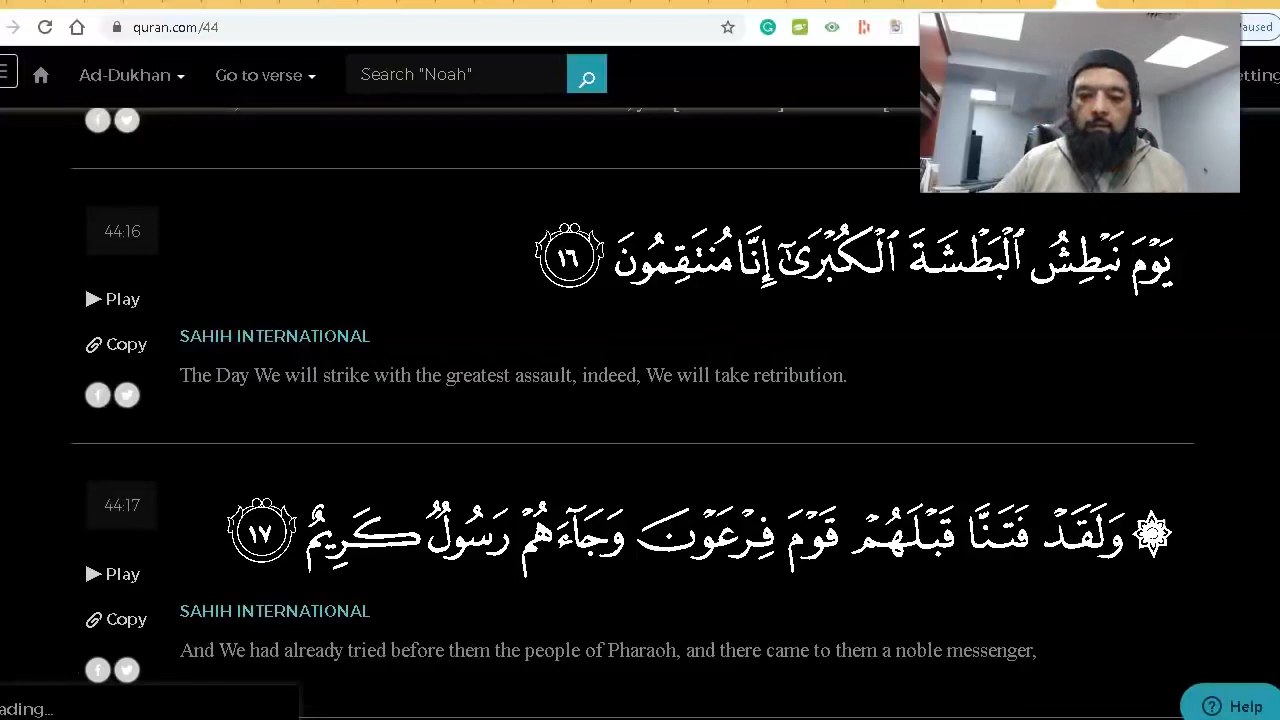 quran.com/44
aused
Ad-Dukhan
Go to verse
Search "Noah"
etting
44:16
يَوْمَ نَبْطِشُ ٱلْبَطْشَةَ ٱلْكُبْرَىٰٓ إِنَّا مُنتَقِمُونَ ١٦
Play
Copy
SAHIH INTERNATIONAL
The Day We will strike with the greatest assault, indeed, We will take retribution.
44:17
۞ وَلَقَدْ فَتَنَّا قَبْلَهُمْ قَوْمَ فِرْعَوْنَ وَجَآءَهُمْ رَسُولٌ كَرِيمٌ ١٧
Play
Copy
SAHIH INTERNATIONAL
And We had already tried before them the people of Pharaoh, and there came to them a noble messenger,
ading...
Help